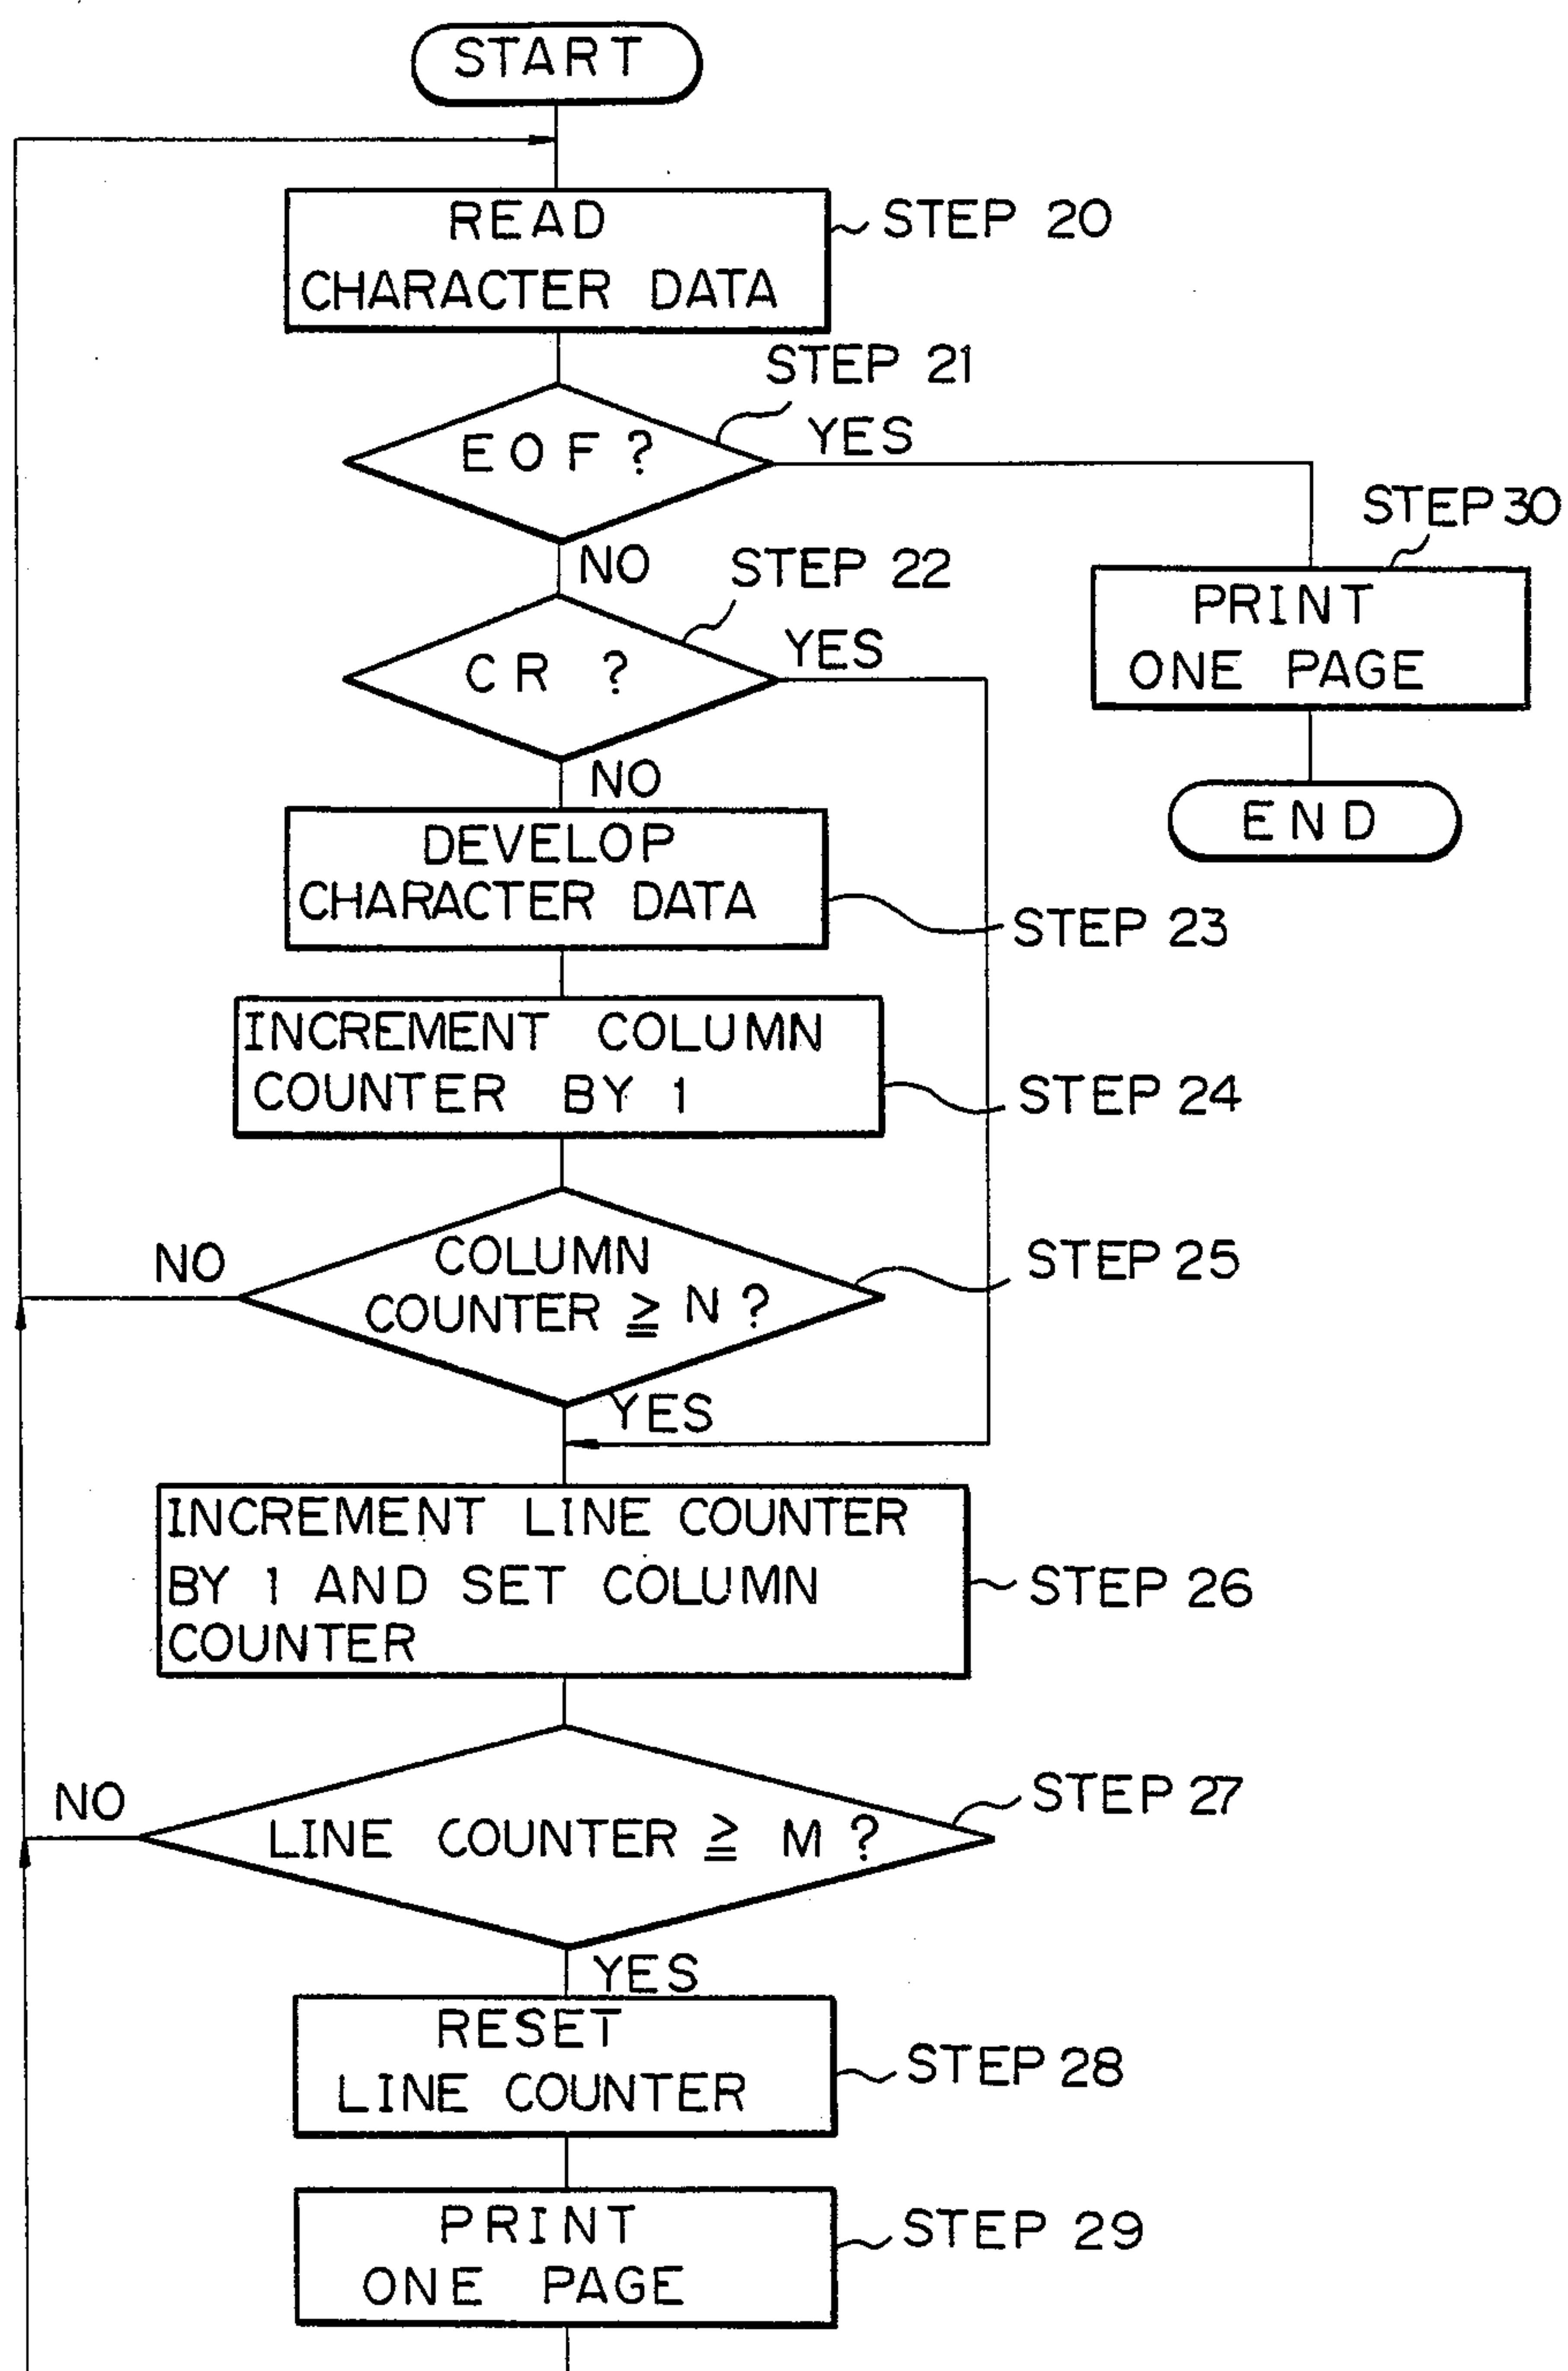 START
READ
CHARACTER DATA
STEP 20
STEP 21
EOF?
YES
NO
STEP 30
PRINT
ONE PAGE
END
STEP 22
CR ?
YES
NO
DEVELOP
CHARACTER DATA
STEP 23
INCREMENT COLUMN
COUNTER BY 1
STEP 24
COLUMN
COUNTER ≧ N?
STEP 25
NO
YES
INCREMENT LINE COUNTER
BY 1 AND SET COLUMN
COUNTER
STEP 26
LINE COUNTER ≧ M?
STEP 27
NO
YES
RESET
LINE COUNTER
STEP 28
PRINT
ONE PAGE
STEP 29